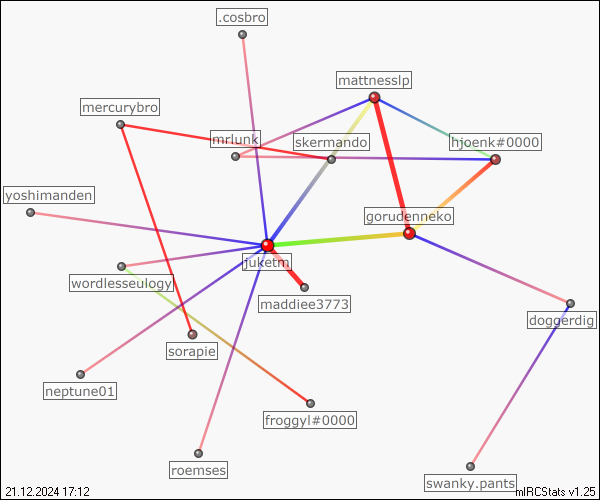 .cosbro
mattnesslp
mercurybro
mrlunk
skermando
hjoenk#0000
yoshimanden
gorudenneko
juketm
wordlesseulogy
maddiee3773
doggerdig
sorapie
neptune01
froggyl#0000
roemses
swanky.pants
21.12.2024 17:12
mIRCStats v1.25